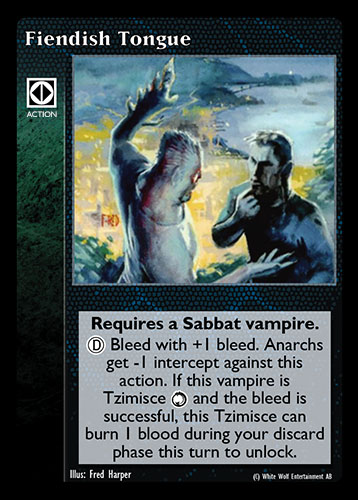 Fiendish Tongue
ACTION
Requires a Sabbat vampire.
D Bleed with +1 bleed. Anarchs
get -1 intercept against this
action. If this vampire is
Tzimisce and the bleed is
successful, this Tzimisce can
burn 1 blood during your discard
phase this turn to unlock.
Illus: Fred Harper
(C) White Wolf Entertainment AB